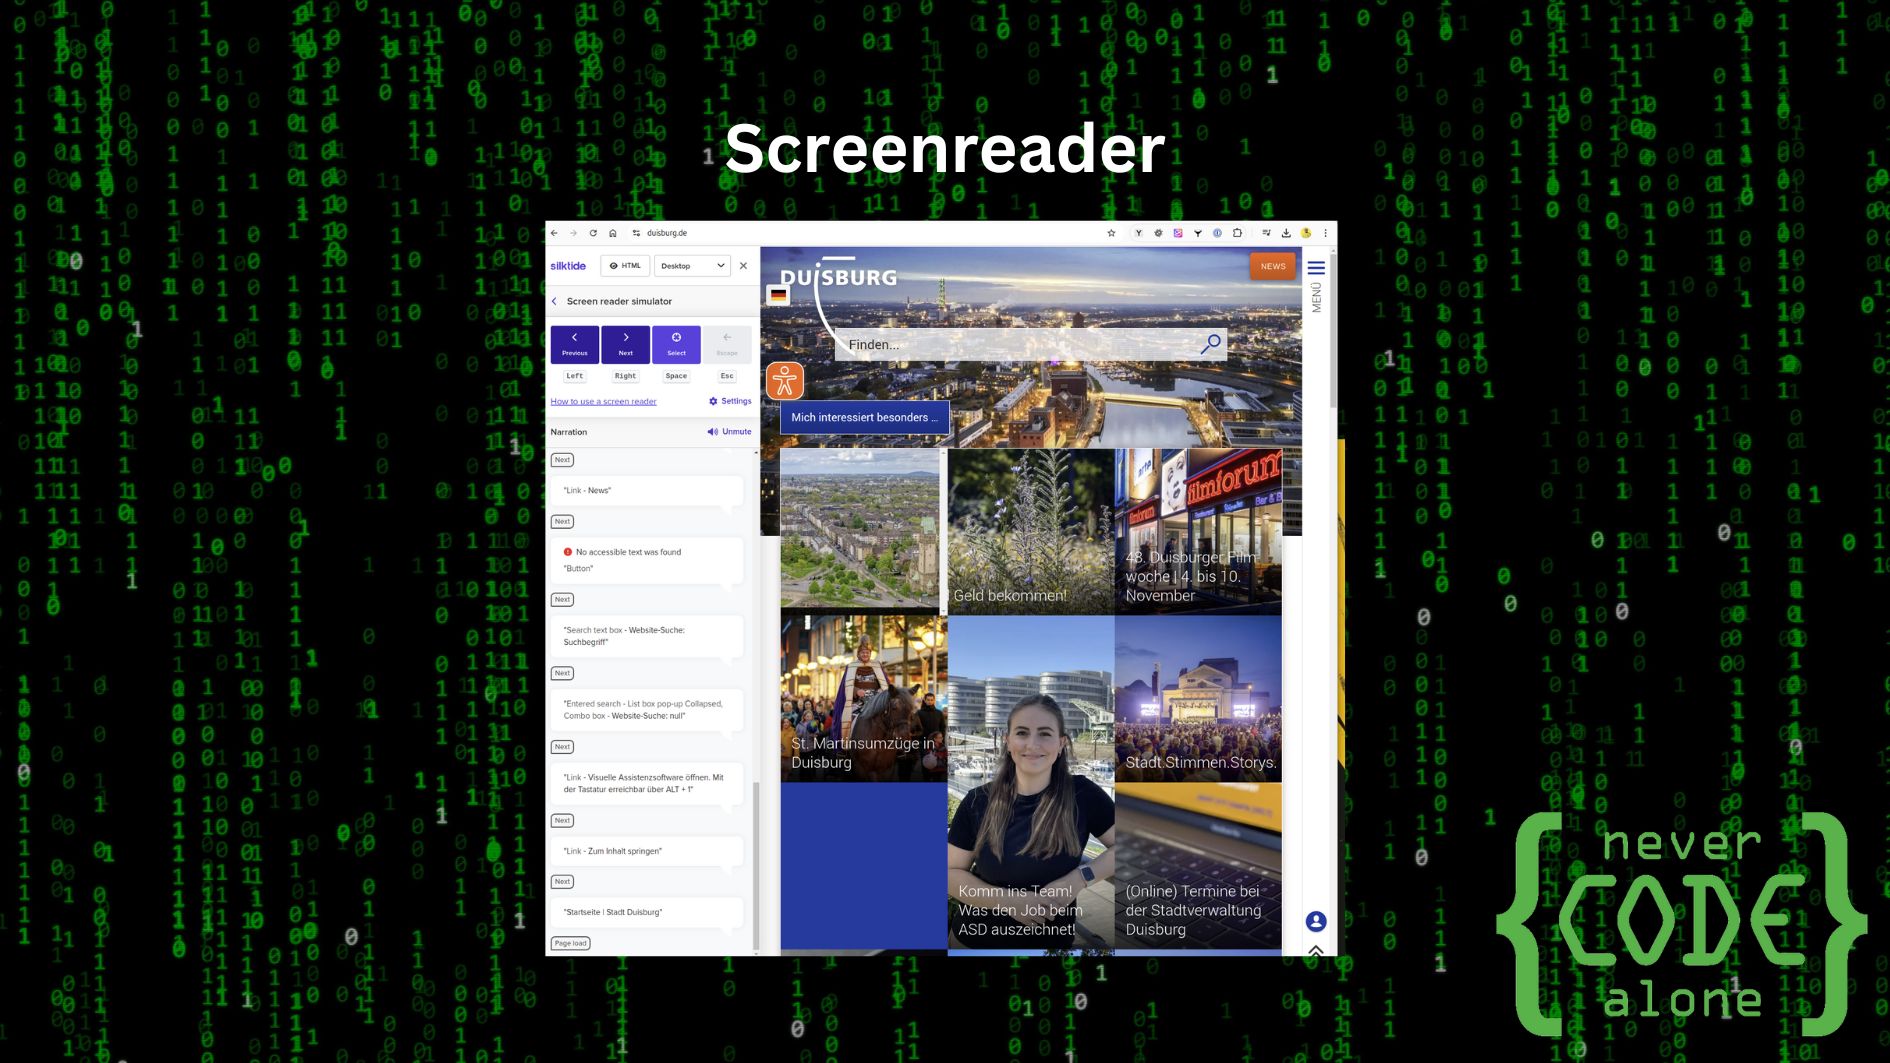 Screenreader
duisburg.de
silktide
HTML
Desktop
Screen reader simulator
Previous
Next
Select
Escape
Left
Right
Space
Esc
How to use a screen reader
Settings
Narration
Unmute
Next
"Link - News"
Next
No accessible text was found
"Button"
Next
"Search text box - Website-Suche:
Suchbegriff"
Next
"Entered search - List box pop-up Collapsed,
Combo box - Website-Suche: null"
Next
"Link - Visuelle Assistenzsoftware öffnen. Mit
der Tastatur erreichbar über ALT + 1"
Next
"Link - Zum Inhalt springen"
Next
"Startseite | Stadt Duisburg"
Page load
DUISBURG
NEWS
MENÜ
Finden...
Mich interessiert besonders ...
! Geld bekommen!
arte
filmforum
Bar & B
filmforum
43. Duisburger Film
woche | 4. bis 10.
November
St. Martinsumzüge in
Duisburg
Komm ins Team!
Was den Job beim
ASD auszeichnet!
Stadt.Stimmen.Storys.
(Online) Termine bei
der Stadtverwaltung
Duisburg
never
CODE
alone